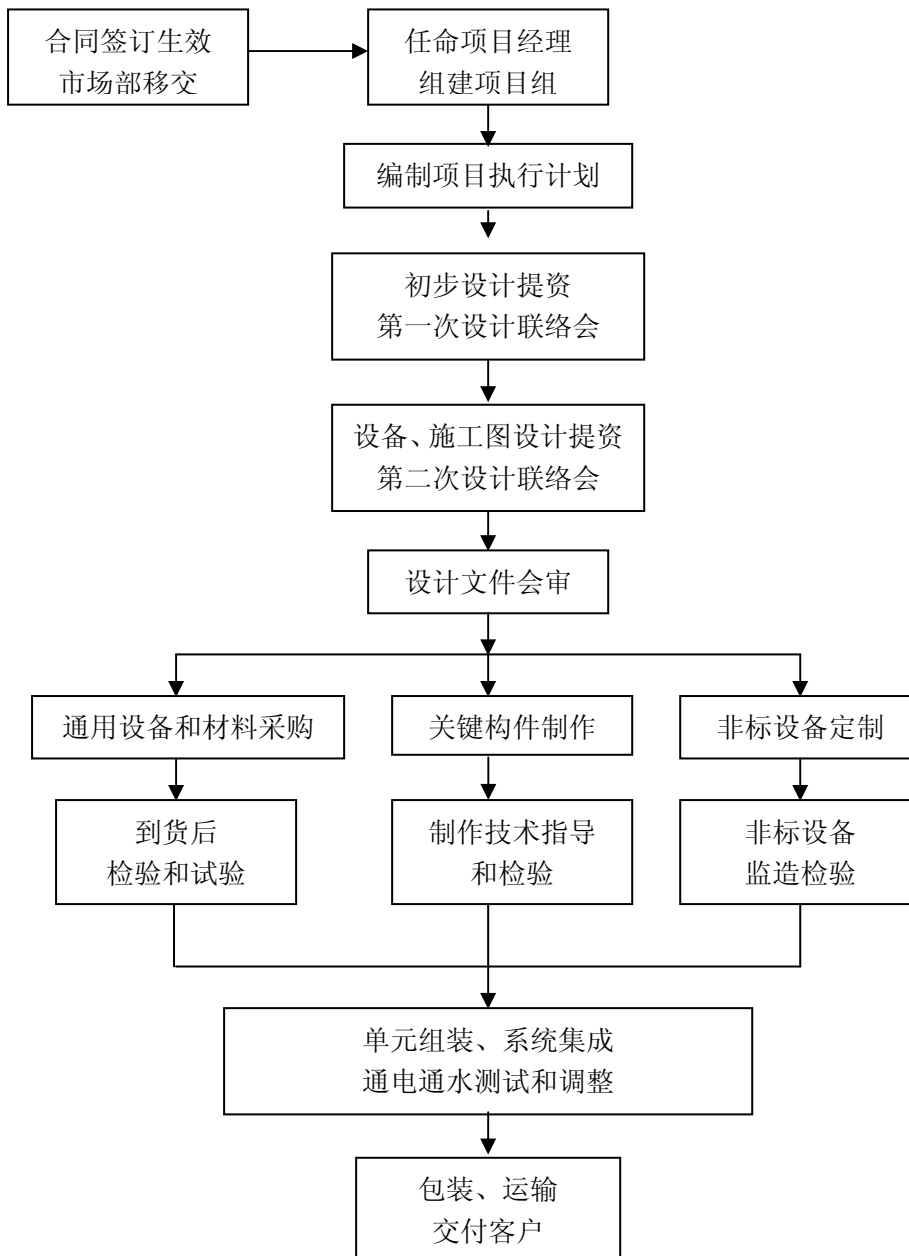 合同签订生效
市场部移交
任命项目经理
组建项目组
编制项目执行计划
初步设计提资
第一次设计联络会
设备、施工图设计提资
第二次设计联络会
设计文件会审
通用设备和材料采购
关键构件制作
非标设备定制
到货后
检验和试验
制作技术指导
和检验
非标设备
监造检验
单元组装、系统集成
通电通水测试和调整
包装、运输
交付客户